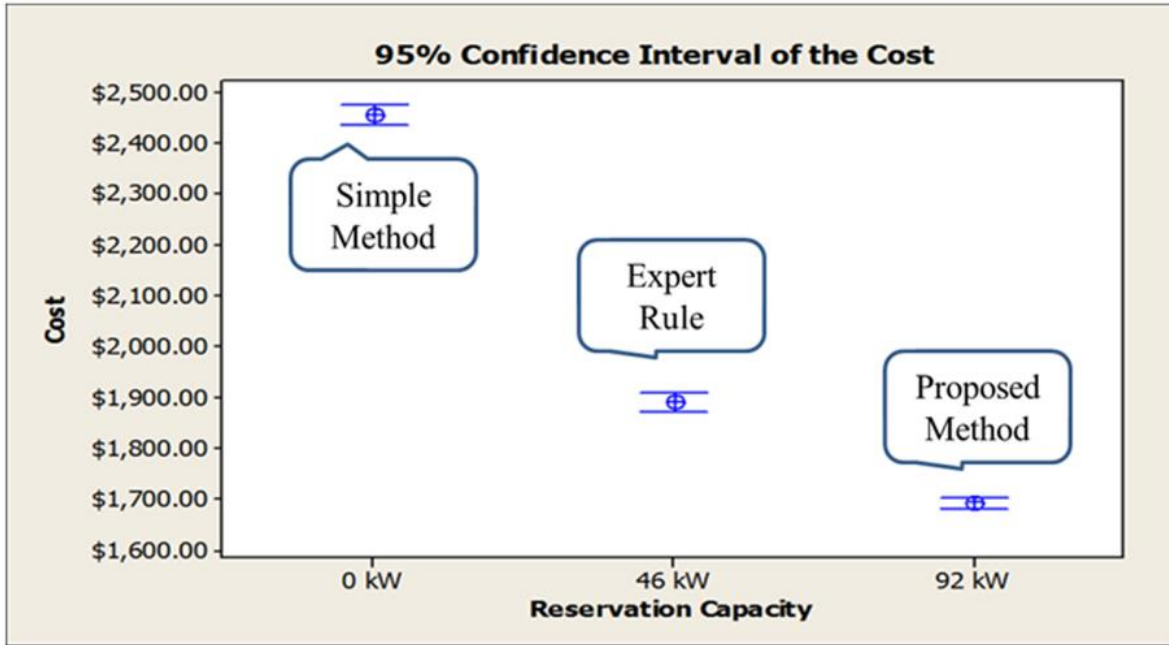 95% Confidence Interval of the Cost
$2,500.00
$2,400.00
$2,300.00
$2,200.00
$2,100.00
$2,000.00
$1,900.00
$1,800.00
$1,700.00
$1,600.00
Cost
Simple
Method
Expert
Rule
Proposed
Method
0 kW
46 kW
92 kW
Reservation Capacity